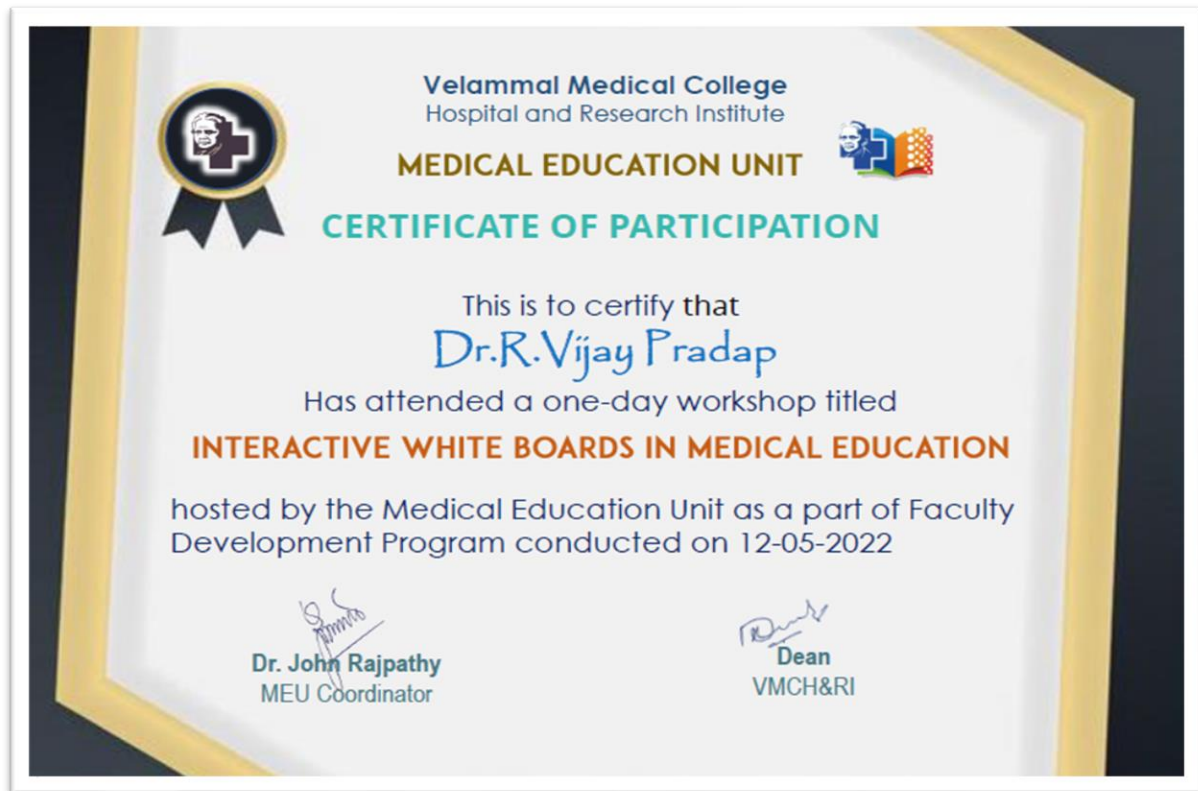 Velammal Medical College
Hospital and Research Institute
MEDICAL EDUCATION UNIT
CERTIFICATE OF PARTICIPATION
This is to certify that
Dr.R.Vijay Pradap
Has attended a one-day workshop titled
INTERACTIVE WHITE BOARDS IN MEDICAL EDUCATION
hosted by the Medical Education Unit as a part of Faculty
Development Program conducted on 12-05-2022
Dr. John Rajpathy
MEU Coordinator
Dean
VMCH&RI